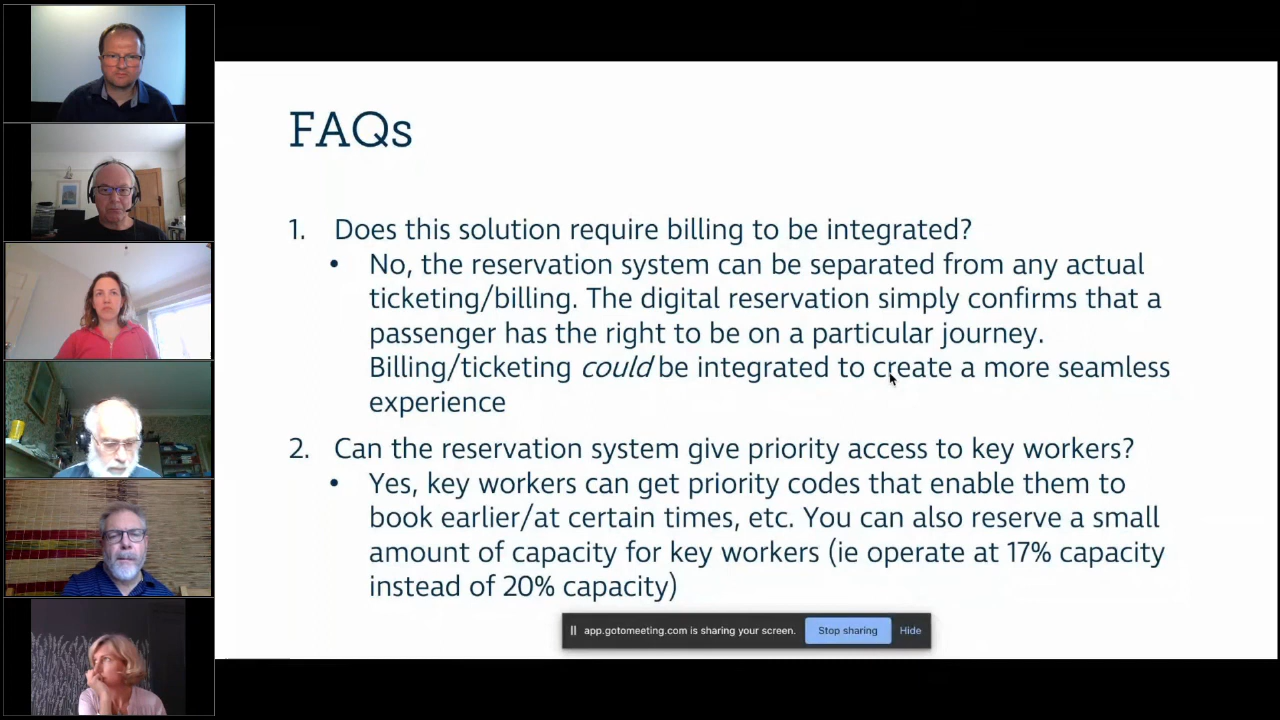 FAQs
1. Does this solution require billing to be integrated?
• No, the reservation system can be separated from any actual
ticketing/billing. The digital reservation simply confirms that a
passenger has the right to be on a particular journey.
Billing/ticketing could be integrated to create a more seamless
experience
2. Can the reservation system give priority access to key workers?
• Yes, key workers can get priority codes that enable them to
book earlier/at certain times, etc. You can also reserve a small
amount of capacity for key workers (ie operate at 17% capacity
instead of 20% capacity)
app.gotomeeting.com is sharing your screen. Stop sharing Hide